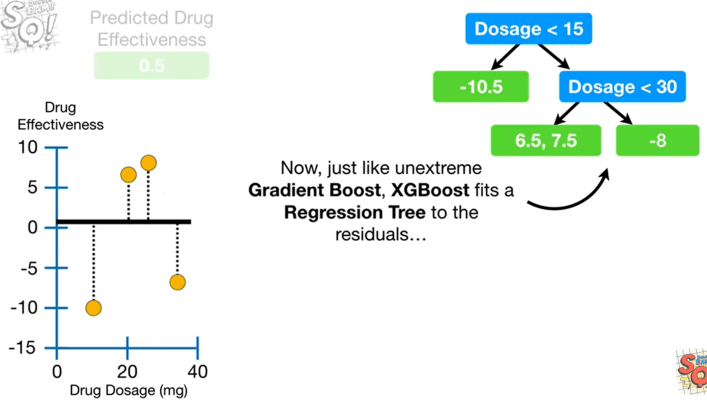 Predicted Drug
Effectiveness
0.5
Dosage < 15
-10.5
Dosage < 30
6.5, 7.5
-8
Now, just like unextreme
Gradient Boost, XGBoost fits a
Regression Tree to the
residuals…
Drug
Effectiveness
10
5
0
-5
-10
-15
0
20
40
Drug Dosage (mg)
SQ!